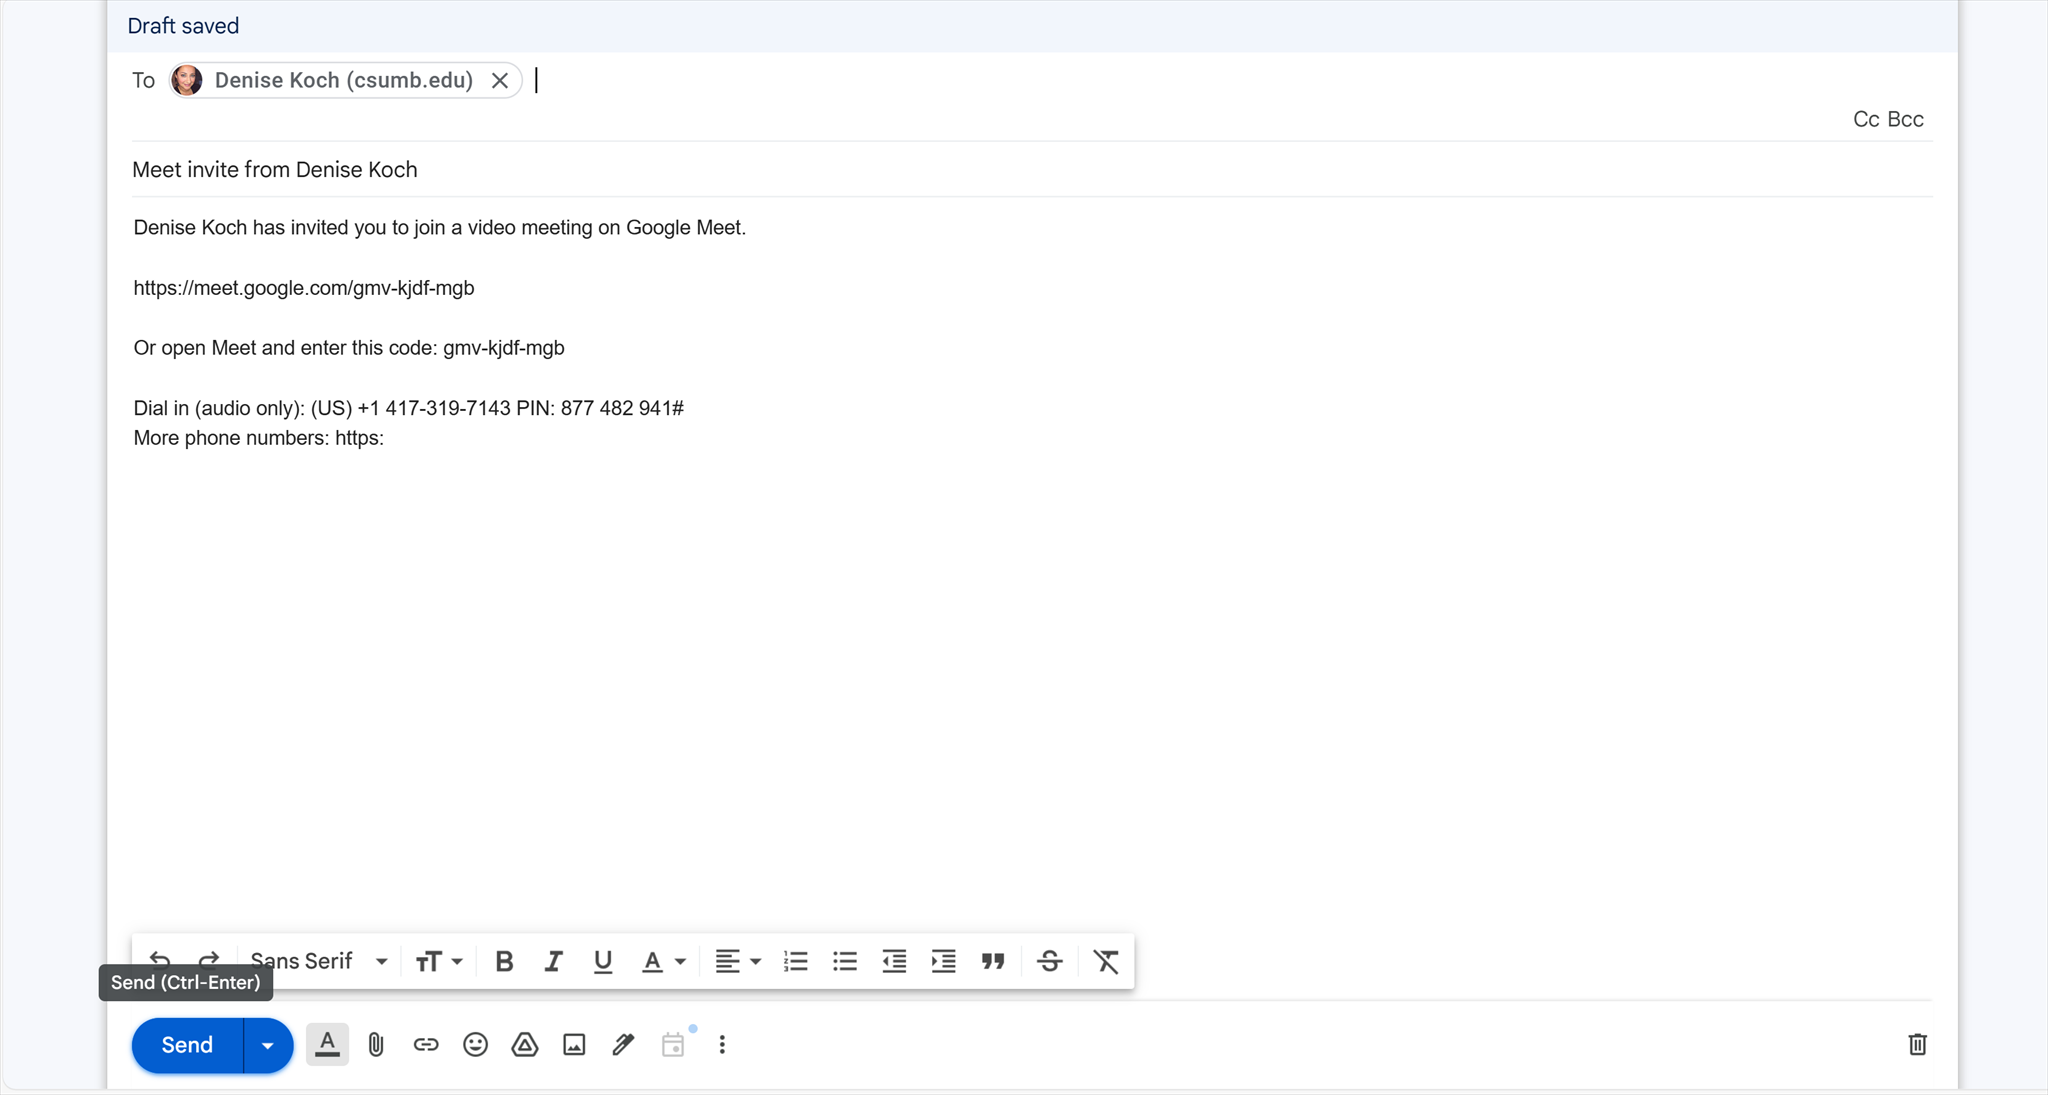 Draft saved
To Denise Koch (csumb.edu)
Cc Bcc
Meet invite from Denise Koch
Denise Koch has invited you to join a video meeting on Google Meet.
https://meet.google.com/gmv-kjdf-mgb
Or open Meet and enter this code: gmv-kjdf-mgb
Dial in (audio only): (US) +1 417-319-7143 PIN: 877 482 941#
More phone numbers: https:
Sans Serif
Send (Ctrl-Enter)
Send